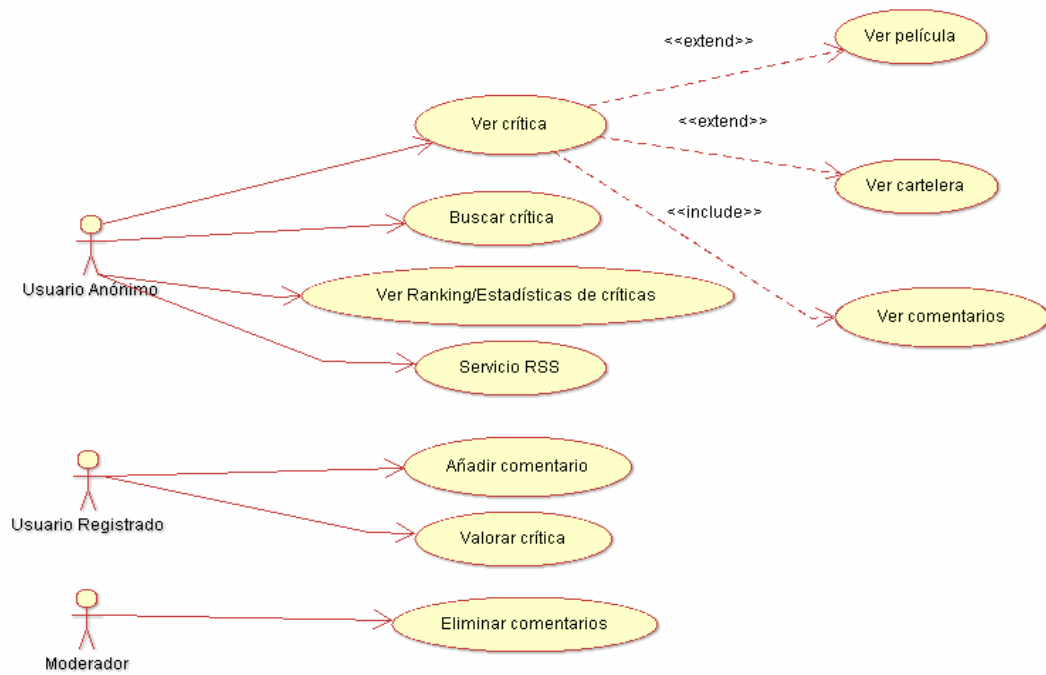 <<extend>>
Ver película
Ver crítica
<<extend>>
Ver cartelera
Buscar crítica
<<include>>
Usuario Anónimo
Ver Ranking/Estadísticas de críticas
Ver comentarios
Servicio RSS
Añadir comentario
Usuario Registrado
Valorar crítica
Eliminar comentarios
Moderador